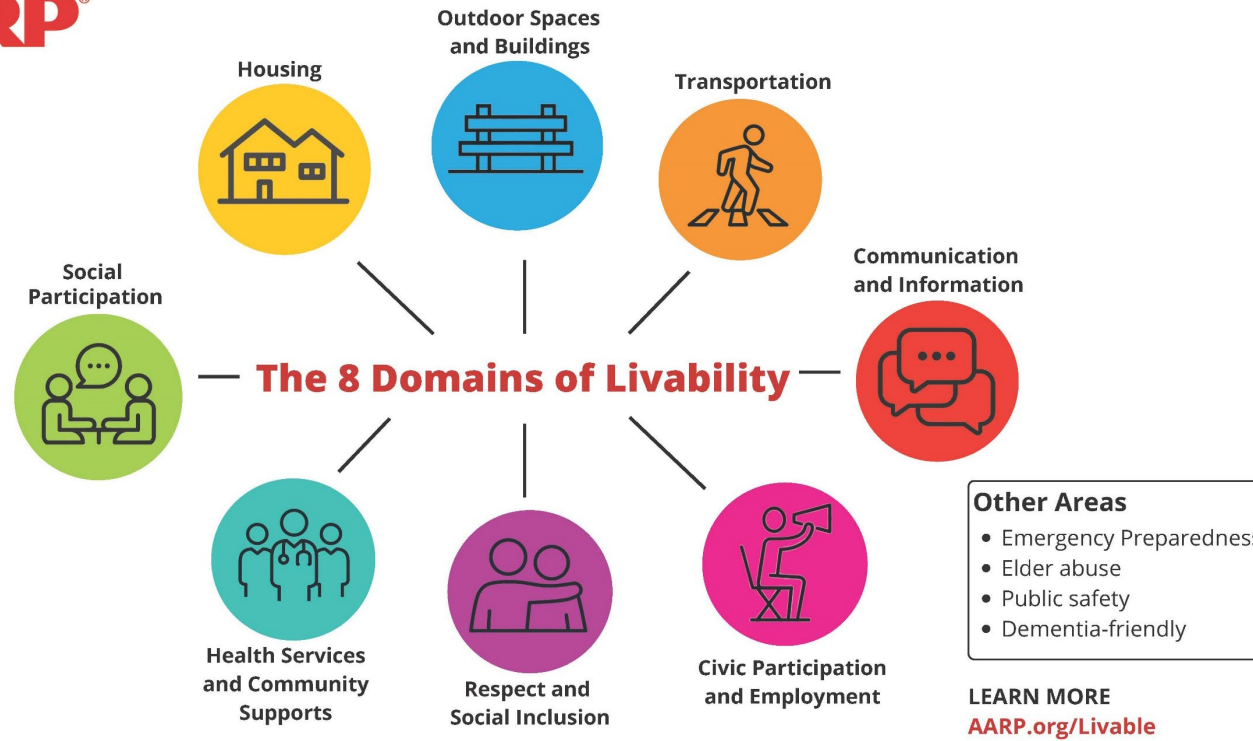 RP®
Outdoor Spaces
and Buildings
Housing
Transportation
Communication
and Information
Social
Participation
The 8 Domains of Livability
Health Services
and Community
Supports
Respect and
Social Inclusion
Civic Participation
and Employment
Other Areas
• Emergency Preparedness
• Elder abuse
• Public safety
• Dementia-friendly
LEARN MORE
AARP.org/Livable